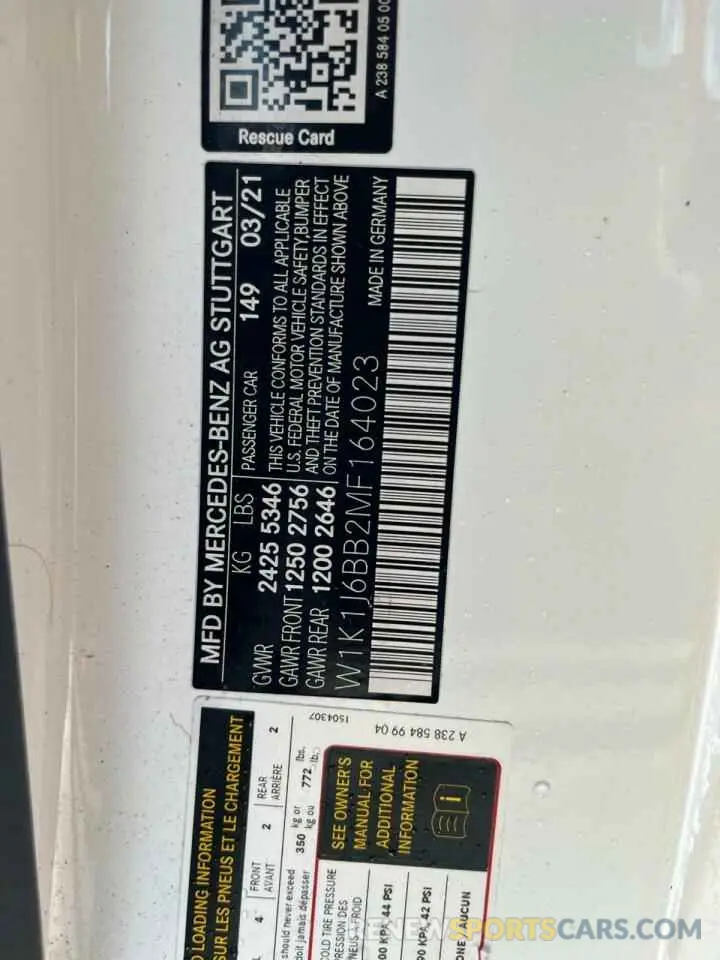 A 238 584 05 00
Rescue Card
MFD BY MERCEDES-BENZ AG STUTTGART
KG LBS PASSENGER CAR 149 03/21
GVWR 2425 5346
GAWR FRONT 1250 2756
GAWR REAR 1200 2646
THIS VEHICLE CONFORMS TO ALL APPLICABLE
U.S. FEDERAL MOTOR VEHICLE SAFETY,BUMPER
AND THEFT PREVENTION STANDARDS IN EFFECT
ON THE DATE OF MANUFACTURE SHOWN ABOVE
W1K1J6BB2MF164023 MADE IN GERMANY
LOADING INFORMATION
SUR LES PNEUS ET LE CHARGEMENT
4 FRONT 2 REAR 2
AVANT ARRIÈRE
should never exceed 350 kg or 772 lbs.
doit jamais dépasser kg ou lb.
1504307
A 238 584 99 04
COLD TIRE PRESSURE
PNEUS À FROID
SEE OWNER'S
MANUAL FOR
ADDITIONAL
INFORMATION
KPA, 44 PSI
KPA, 42 PSI
RENEWSPORTSCARS.COM